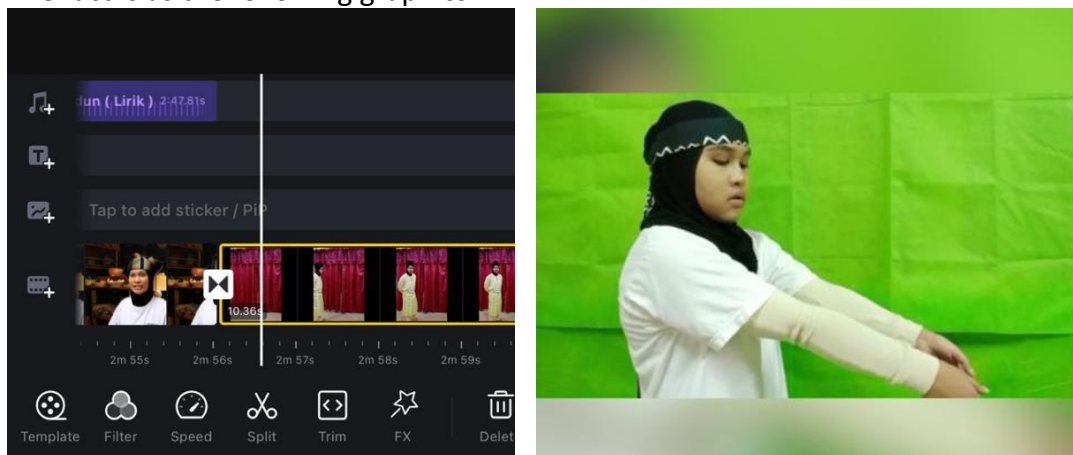 dun ( Lirik ) 2:47.81s
Tap to add sticker / PiP
10.36s
2m 55s 2m 56s 2m 57s 2m 58s 2m 59s
Template Filter Speed Split Trim FX Delet